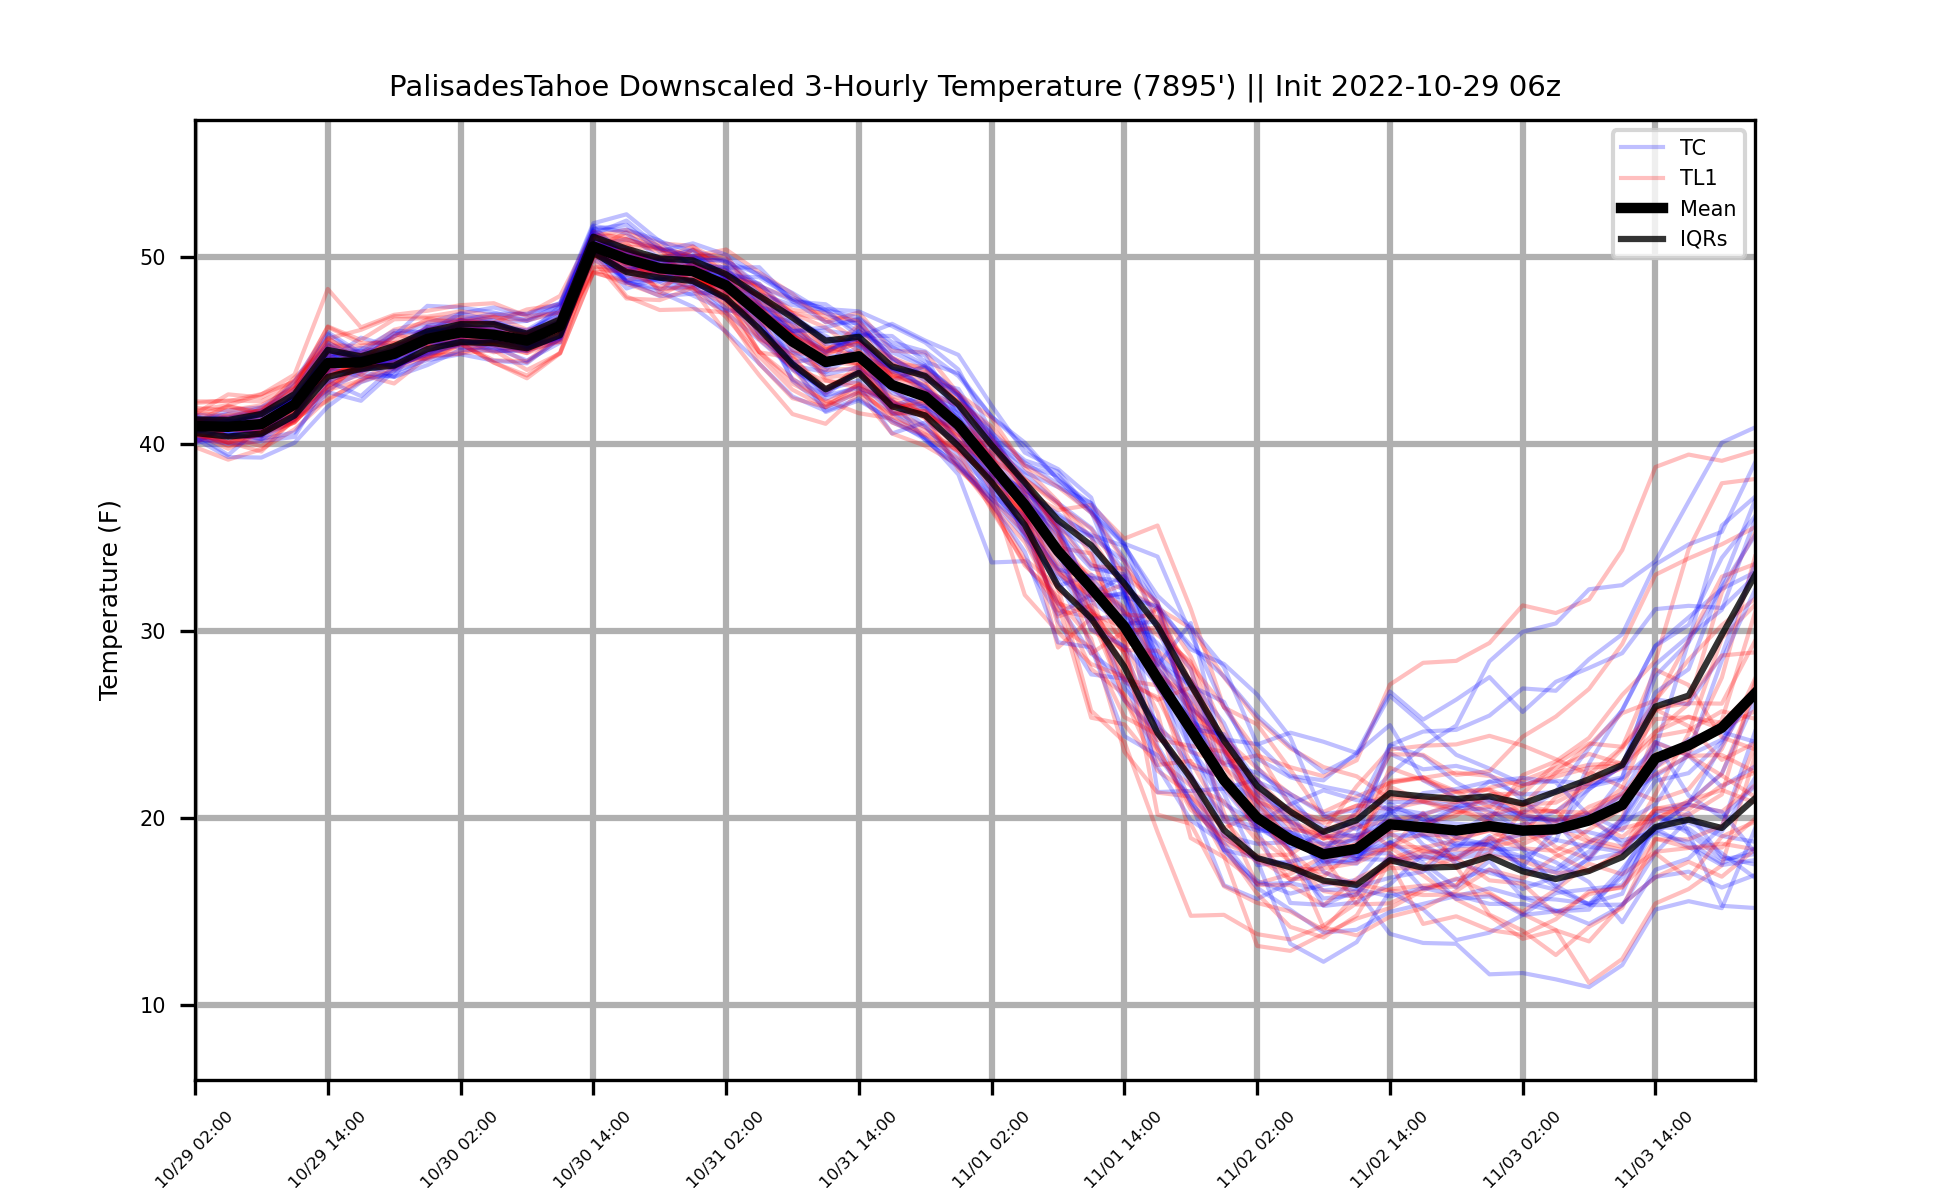 PalisadesTahoe Downscaled 3-Hourly Temperature (7895') || Init 2022-10-29 06z
TC
TL1
Mean
IQRs
Temperature (F)
50
40
30
20
10
10/29 02:00
10/29 14:00
10/30 02:00
10/30 14:00
10/31 02:00
10/31 14:00
11/01 02:00
11/01 14:00
11/02 02:00
11/02 14:00
11/03 02:00
11/03 14:00